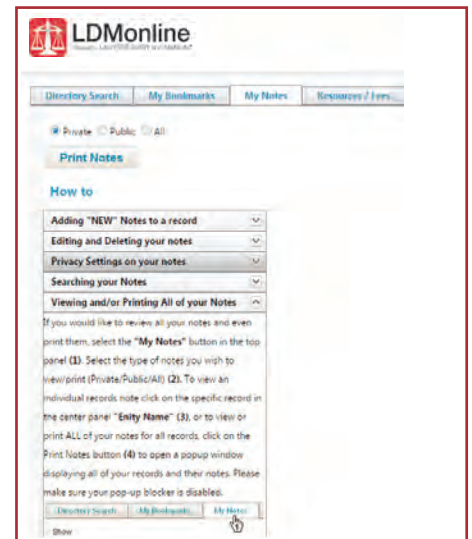 LDMonline
Directory Search My Bookmarks My Notes Resources / Fees
Private Public All
Print Notes
How to
Adding "NEW" Notes to a record
Editing and Deleting your notes
Privacy Settings on your notes
Searching your Notes
Viewing and/or Printing All of your Notes
If you would like to review all your notes and even
print them, select the "My Notes" button in the top
panel (1). Select the type of notes you wish to
view/print (Private/Public/All) (2). To view an
individual records note click on the specific record in
the center panel "Enity Name" (3), or to view or
print ALL of your notes for all records, click on the
Print Notes button (4) to open a popup window
displaying all of your records and their notes. Please
make sure your pop-up blocker is disabled.
Directory Search My Bookmarks My Notes
Show